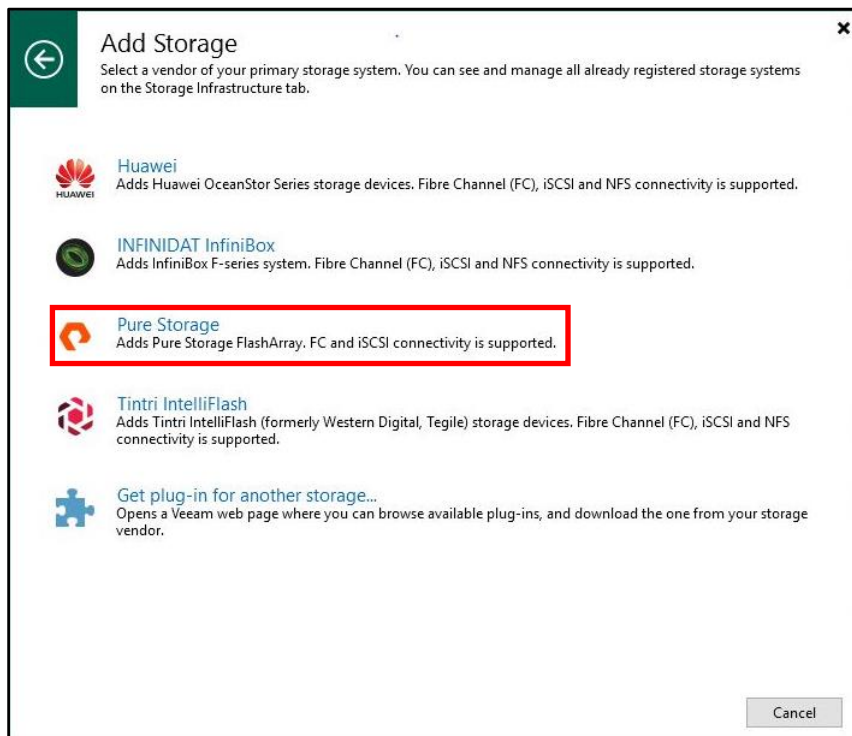 Add Storage
Select a vendor of your primary storage system. You can see and manage all already registered storage systems
on the Storage Infrastructure tab.
Huawei
HUAWEI
Adds Huawei OceanStor Series storage devices. Fibre Channel (FC), iSCSI and NFS connectivity is supported.
INFINIDAT InfiniBox
Adds InfiniBox F-series system. Fibre Channel (FC), iSCSI and NFS connectivity is supported.
Pure Storage
Adds Pure Storage FlashArray. FC and iSCSI connectivity is supported.
Tintri IntelliFlash
Adds Tintri IntelliFlash (formerly Western Digital, Tegile) storage devices. Fibre Channel (FC), iSCSI and NFS
connectivity is supported.
Get plug-in for another storage...
Opens a Veeam web page where you can browse available plug-ins, and download the one from your storage
vendor.
Cancel